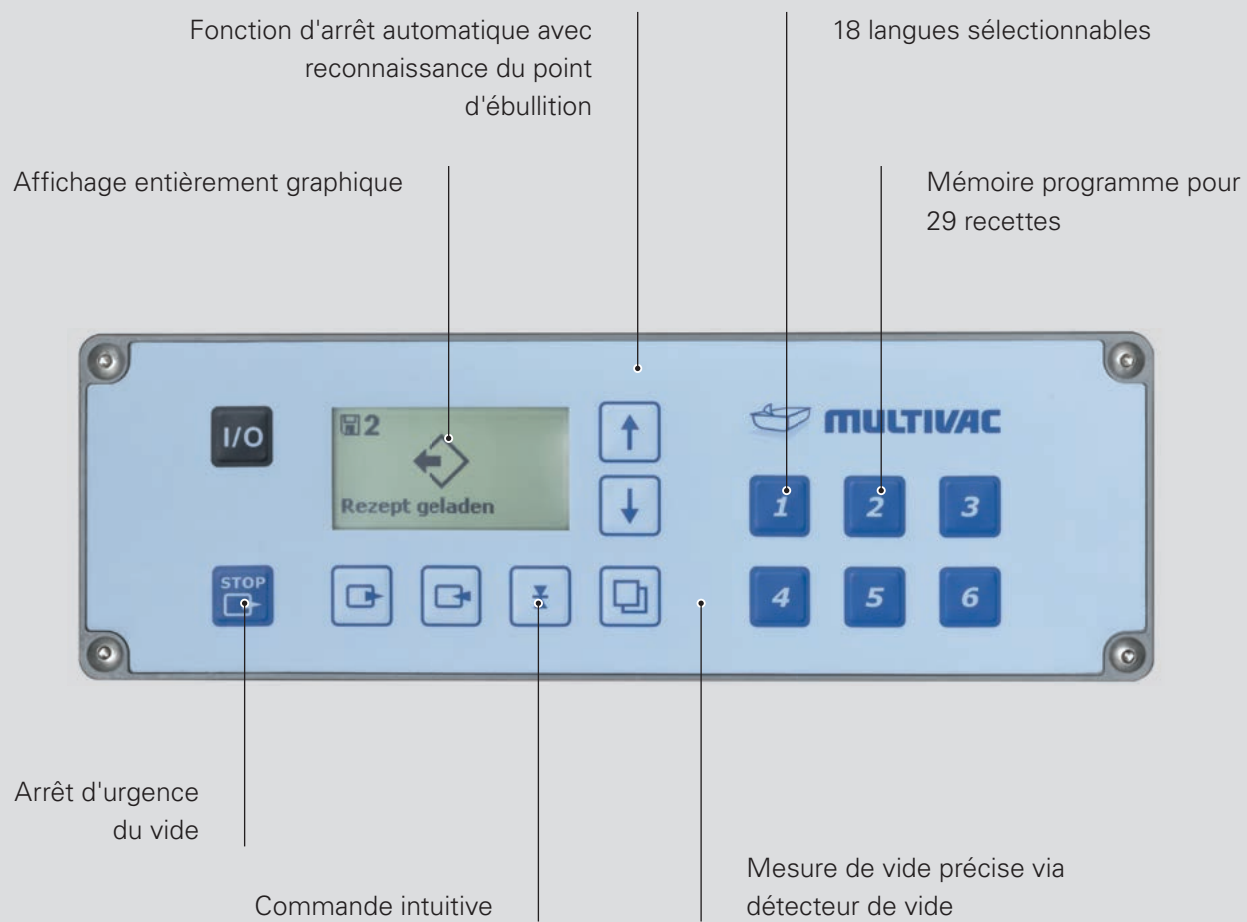 Fonction d'arrêt automatique avec
reconnaissance du point
d'ébullition
18 langues sélectionnables
Affichage entièrement graphique
Mémoire programme pour
29 recettes
I/O
2
Rezept geladen
MULTIVAC
1
2
3
STOP
4
5
6
Arrêt d'urgence
du vide
Commande intuitive
Mesure de vide précise via
détecteur de vide